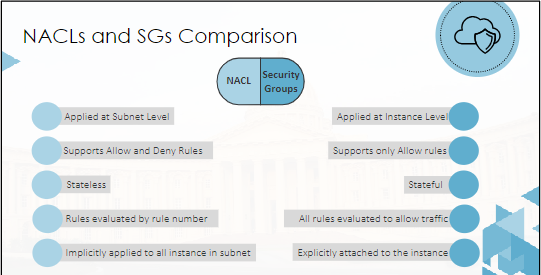 NACLs and SGs Comparison
NACL
Security
Groups
Applied at Subnet Level
Applied at Instance Level
Supports Allow and Deny Rules
Supports only Allow rules
Stateless
Stateful
Rules evaluated by rule number
All rules evaluated to allow traffic
Implicitly applied to all instance in subnet
Explicitly attached to the instance